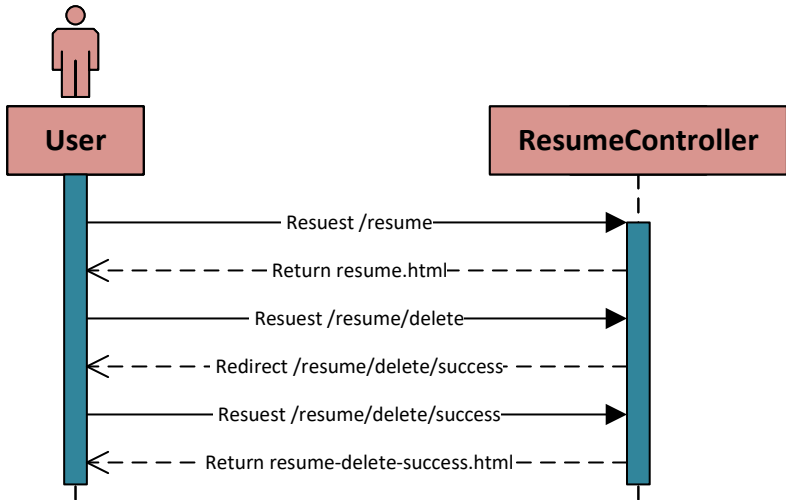 User
ResumeController
Resuest /resume
Return resume.html
Resuest /resume/delete
Redirect /resume/delete/success
Resuest /resume/delete/success
Return resume-delete-success.html